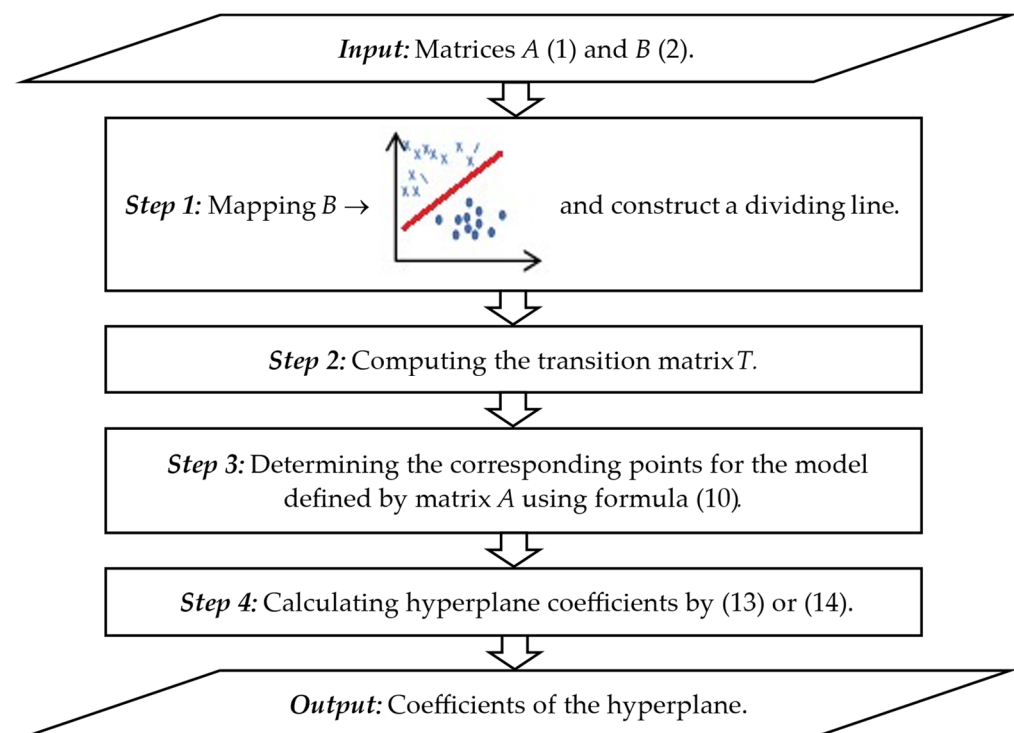 Input: Matrices A (1) and B (2).
Step 1: Mapping B → and construct a dividing line.
Step 2: Computing the transition matrix T.
Step 3: Determining the corresponding points for the model
defined by matrix A using formula (10).
Step 4: Calculating hyperplane coefficients by (13) or (14).
Output: Coefficients of the hyperplane.